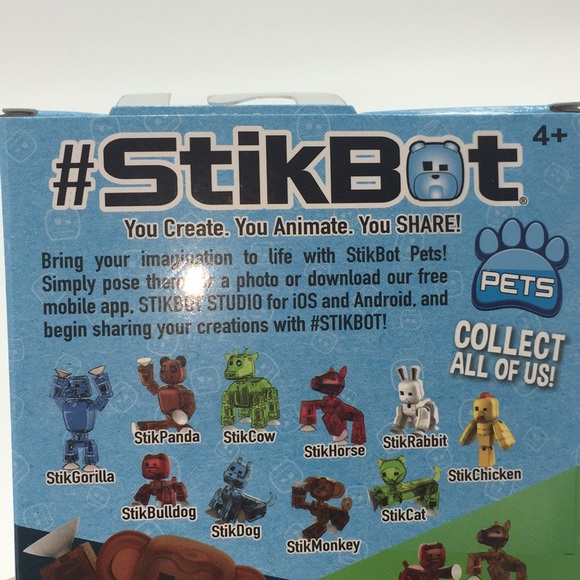 #StikBot®
4+
You Create. You Animate. You SHARE!
Bring your imagination to life with StikBot Pets!
Simply pose them for a photo or download our free
mobile app, STIKBOT STUDIO for iOS and Android, and
begin sharing your creations with #STIKBOT!
PETS
COLLECT
ALL OF US!
StikGorilla
StikPanda
StikCow
StikHorse
StikRabbit
StikChicken
StikBulldog
StikDog
StikMonkey
StikCat